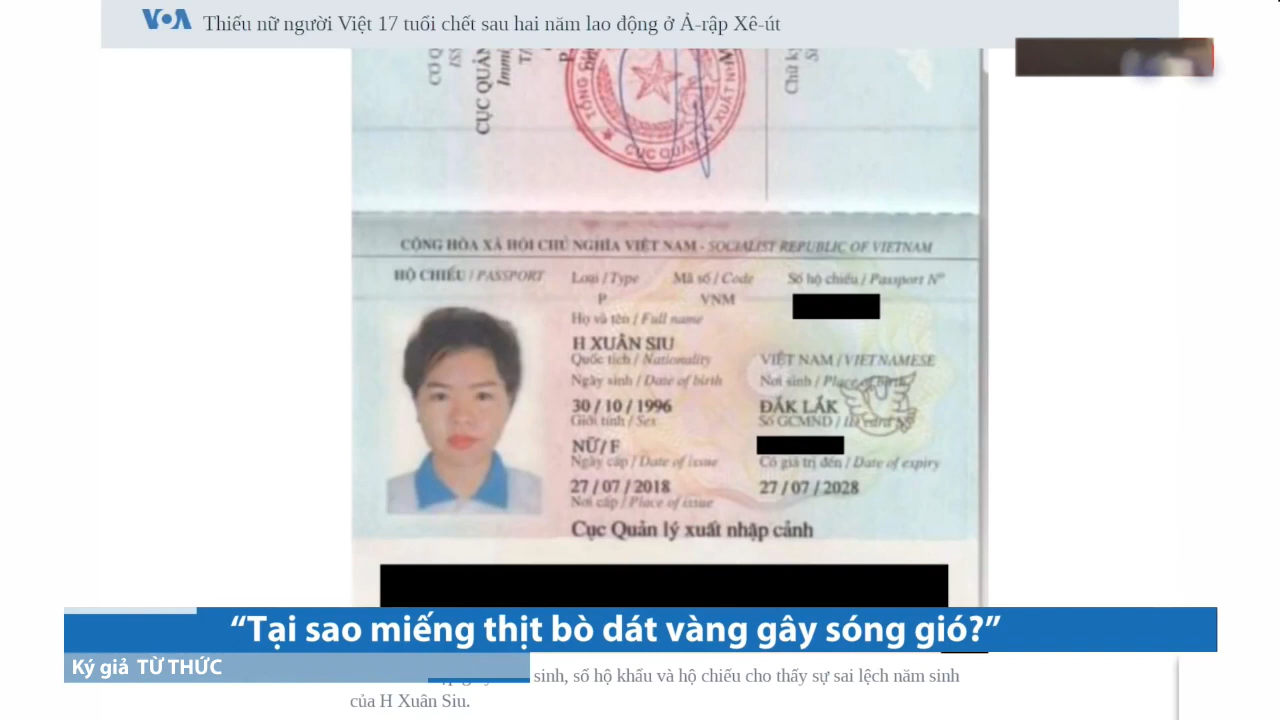 VOA Thiếu nữ người Việt 17 tuổi chết sau hai năm lao động ở Ả-rập Xê-út
CỤC QUẢN
Chữ ký
CỤC QUẢN LÝ XUẤT
CỘNG HÒA XÃ HỘI CHỦ NGHĨA VIỆT NAM - SOCIALIST REPUBLIC OF VIETNAM
HỘ CHIẾU / PASSPORT Loại / Type Mã số / Code Số hộ chiếu / Passport Nº
P VNM
Họ và tên / Full name
H XUÂN SIU
Quốc tịch / Nationality VIỆT NAM / VIETNAMESE
Ngày sinh / Date of birth Nơi sinh / Place of birth
30 / 10 / 1996 ĐẮK LẮK
Giới tính / Sex Số GCMND / ID card Nº
NỮ / F
Ngày cấp / Date of issue Có giá trị đến / Date of expiry
27 / 07 / 2018 27 / 07 / 2028
Nơi cấp / Place of issue
Cục Quản lý xuất nhập cảnh
“Tại sao miếng thịt bò dát vàng gây sóng gió?”
Ký giả TỪ THỨC
sinh, sổ hộ khẩu và hộ chiếu cho thấy sự sai lệch năm sinh
của H Xuân Siu.